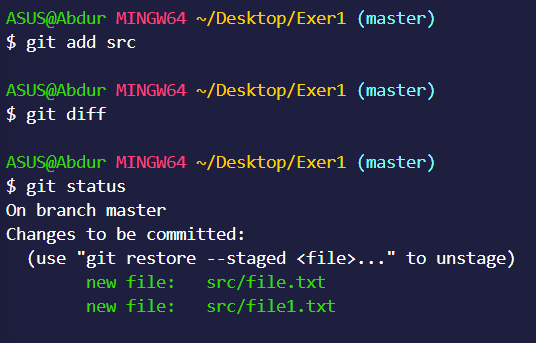 ASUS@Abdur MINGW64 ~/Desktop/Exer1 (master)
$ git add src
ASUS@Abdur MINGW64 ~/Desktop/Exer1 (master)
$ git diff
ASUS@Abdur MINGW64 ~/Desktop/Exer1 (master)
$ git status
On branch master
Changes to be committed:
  (use "git restore --staged <file>..." to unstage)
        new file:   src/file.txt
        new file:   src/file1.txt